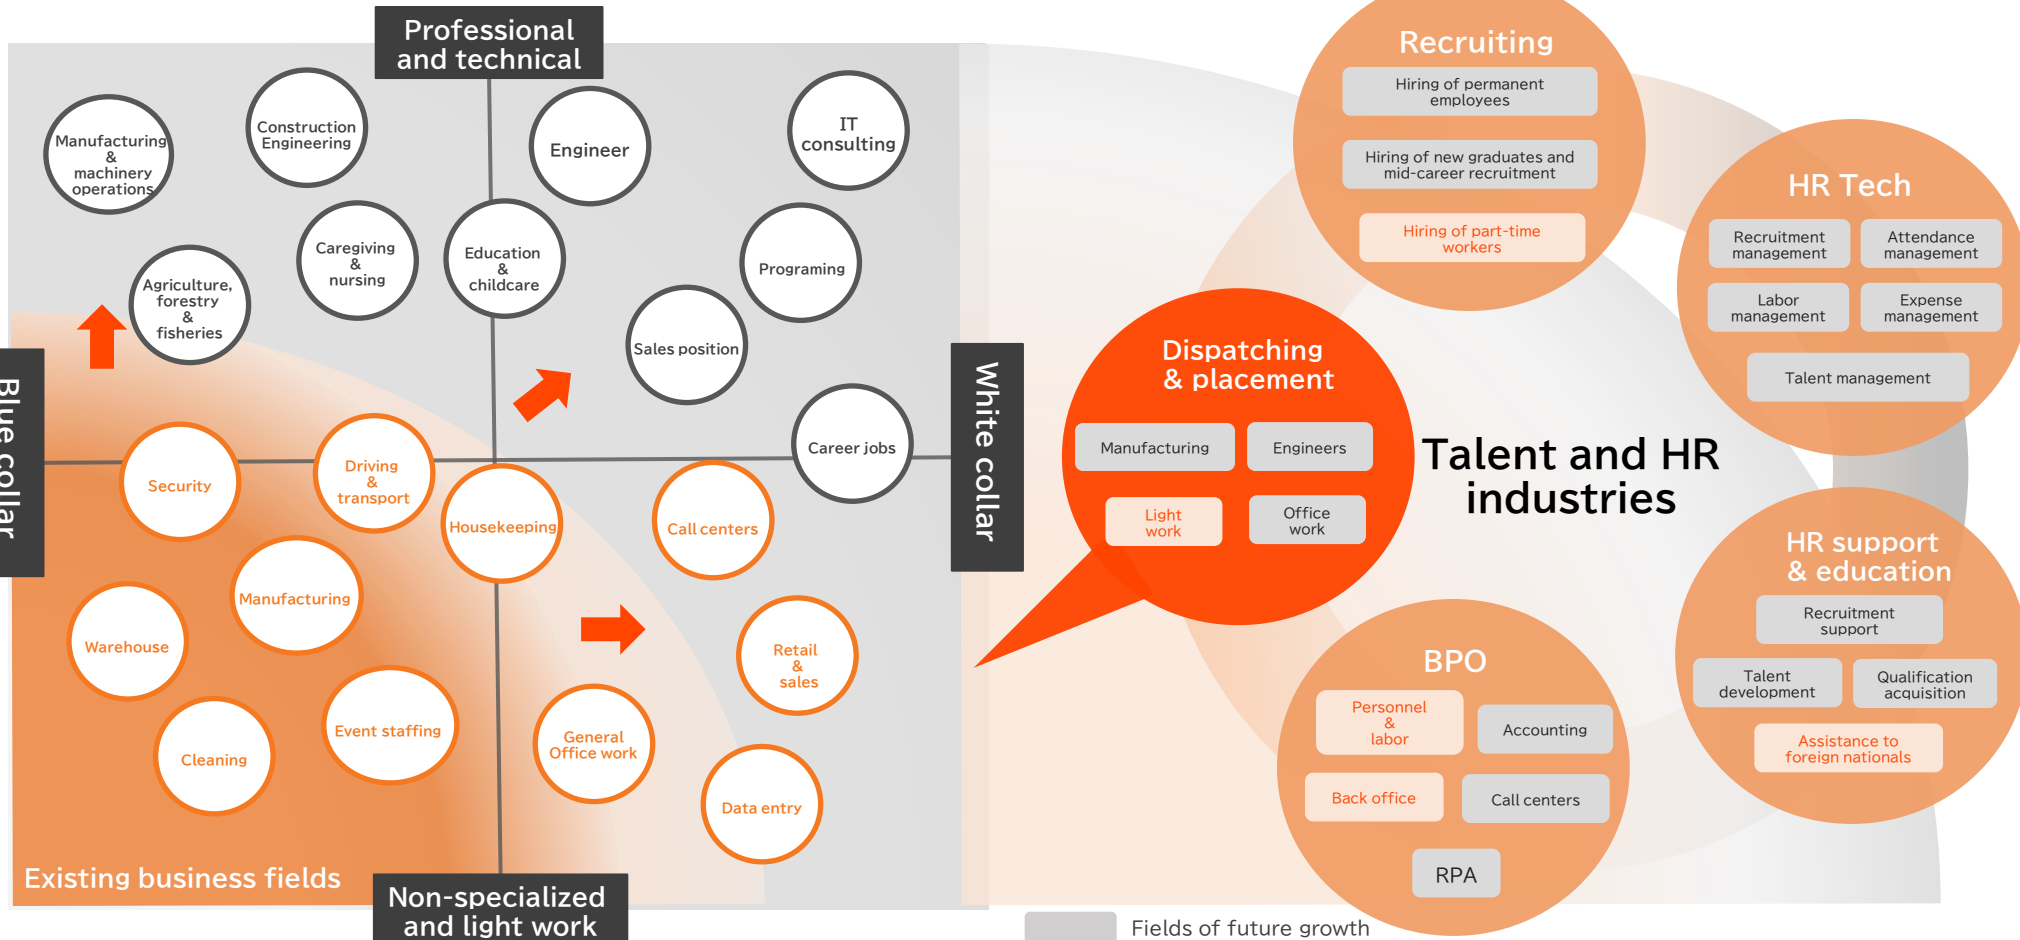 Professional
and technical
Manufacturing
&
machinery
operations
Construction
Engineering
Engineer
IT
consulting
Agriculture,
forestry
&
fisheries
Caregiving
&
nursing
Education
&
childcare
Programing
Sales position
Career jobs
Blue collar
White collar
Security
Driving
&
transport
Housekeeping
Call centers
Manufacturing
Warehouse
Retail
&
sales
Cleaning
Event staffing
General
Office work
Data entry
Existing business fields
Non-specialized
and light work
Recruiting
Hiring of permanent
employees
Hiring of new graduates and
mid-career recruitment
Hiring of part-time
workers
HR Tech
Recruitment
management
Attendance
management
Labor
management
Expense
management
Talent management
Dispatching
& placement
Manufacturing
Engineers
Light
work
Office
work
Talent and HR
industries
HR support
& education
Recruitment
support
Talent
development
Qualification
acquisition
Assistance to
foreign nationals
BPO
Personnel
&
labor
Accounting
Back office
Call centers
RPA
Fields of future growth